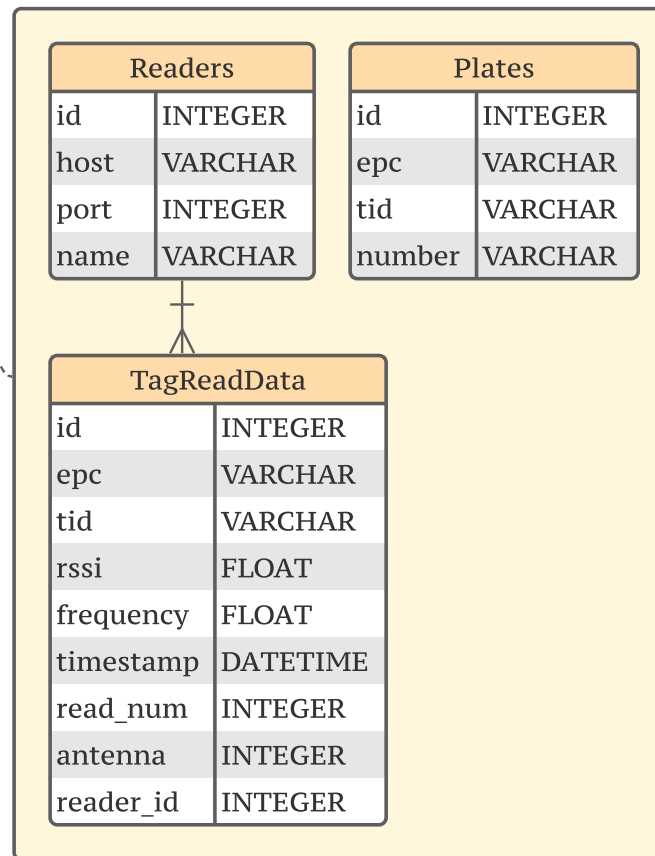 Readers
id INTEGER
host VARCHAR
port INTEGER
name VARCHAR
Plates
id INTEGER
epc VARCHAR
tid VARCHAR
number VARCHAR
TagReadData
id INTEGER
epc VARCHAR
tid VARCHAR
rssi FLOAT
frequency FLOAT
timestamp DATETIME
read_num INTEGER
antenna INTEGER
reader_id INTEGER